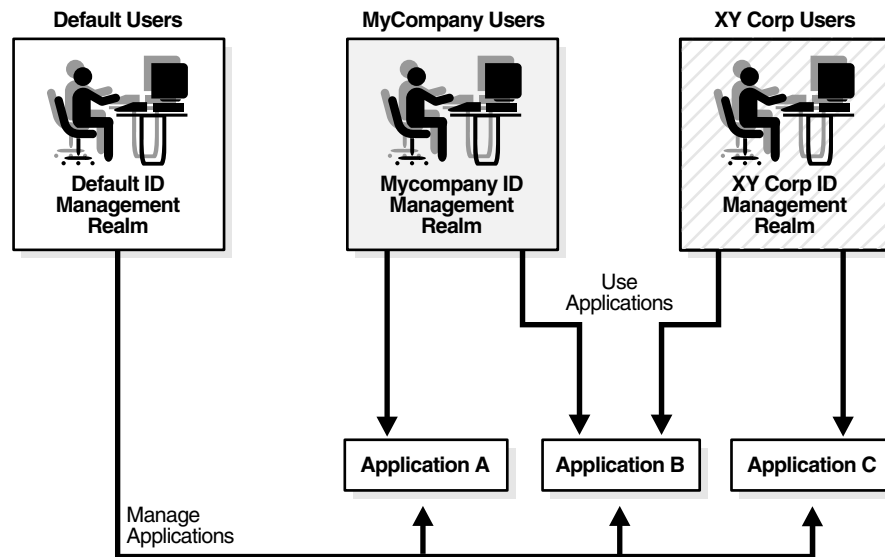 Default Users
MyCompany Users
XY Corp Users
Default ID
Management
Realm
Mycompany ID
Management
Realm
XY Corp ID
Management
Realm
Use
Applications
Application A
Application B
Application C
Manage
Applications